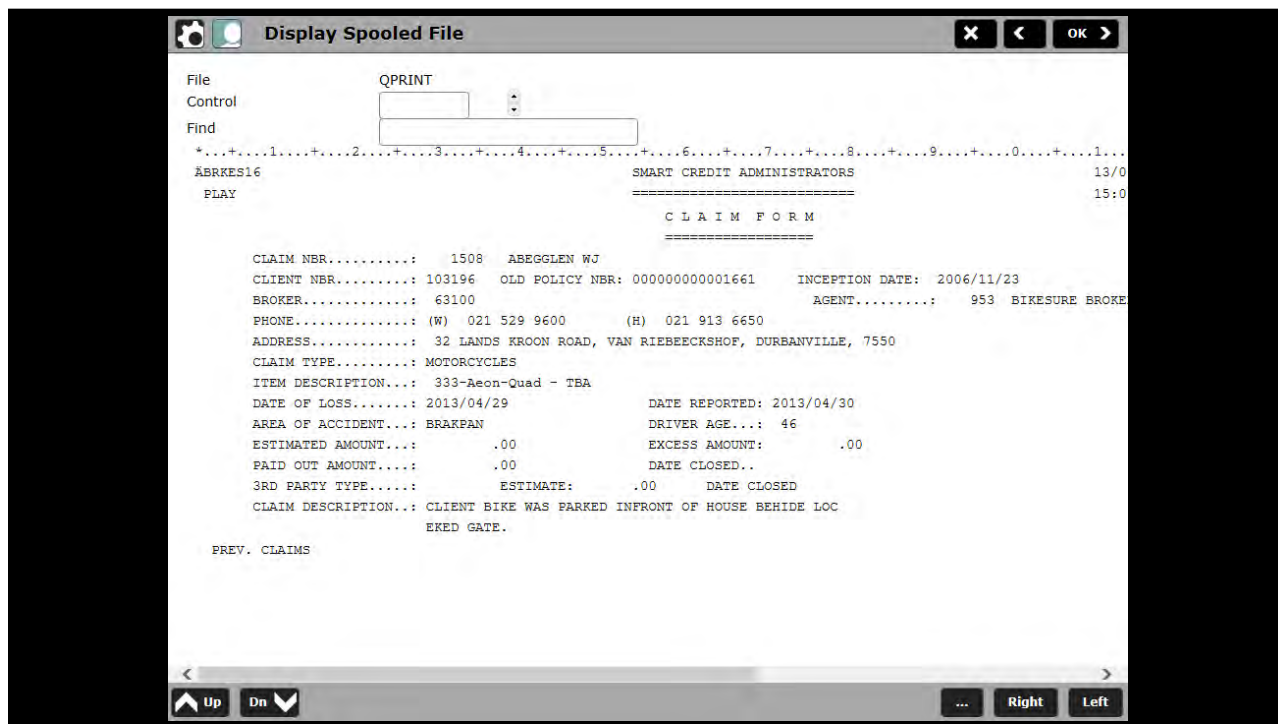 Display Spooled File
OK
File QPRINT
Control
Find
*...+....1....+....2....+....3....+....4....+....5....+....6....+....7....+....8....+....9....+....0....+....1...
ÄBRKES16 SMART CREDIT ADMINISTRATORS 13/0
PLAY =========================== 15:0
C L A I M  F O R M
==================
CLAIM NBR..........: 1508 ABEGGLEN WJ
CLIENT NBR.........: 103196 OLD POLICY NBR: 000000000001661 INCEPTION DATE: 2006/11/23
BROKER.............: 63100 AGENT.........: 953 BIKESURE BROKE
PHONE..............: (W) 021 529 9600 (H) 021 913 6650
ADDRESS............: 32 LANDS KROON ROAD, VAN RIEBEECKSHOF, DURBANVILLE, 7550
CLAIM TYPE.........: MOTORCYCLES
ITEM DESCRIPTION...: 333-Aeon-Quad - TBA
DATE OF LOSS.......: 2013/04/29 DATE REPORTED: 2013/04/30
AREA OF ACCIDENT...: BRAKPAN DRIVER AGE...: 46
ESTIMATED AMOUNT...: .00 EXCESS AMOUNT: .00
PAID OUT AMOUNT....: .00 DATE CLOSED..
3RD PARTY TYPE.....: ESTIMATE: .00 DATE CLOSED
CLAIM DESCRIPTION..: CLIENT BIKE WAS PARKED INFRONT OF HOUSE BEHIDE LOC
EKED GATE.
PREV. CLAIMS
Up Dn ... Right Left